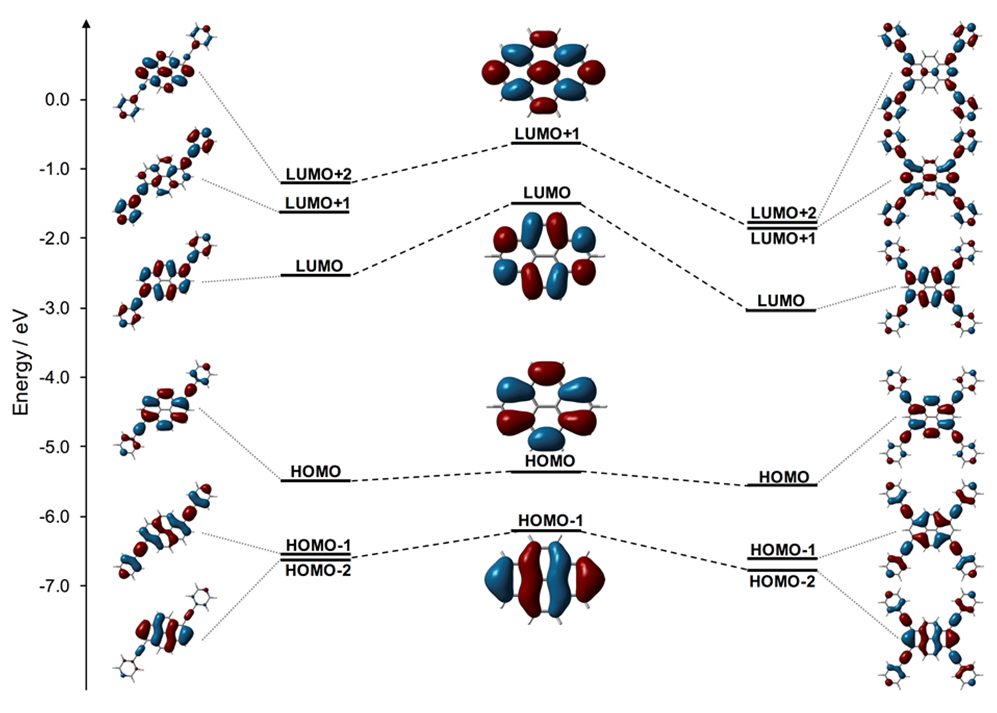 Energy / eV
0.0
-1.0
-2.0
-3.0
-4.0
-5.0
-6.0
-7.0
LUMO+2
LUMO+1
LUMO
HOMO
HOMO-1
HOMO-2
LUMO+1
LUMO
HOMO
HOMO-1
LUMO+2
LUMO+1
LUMO
HOMO
HOMO-1
HOMO-2